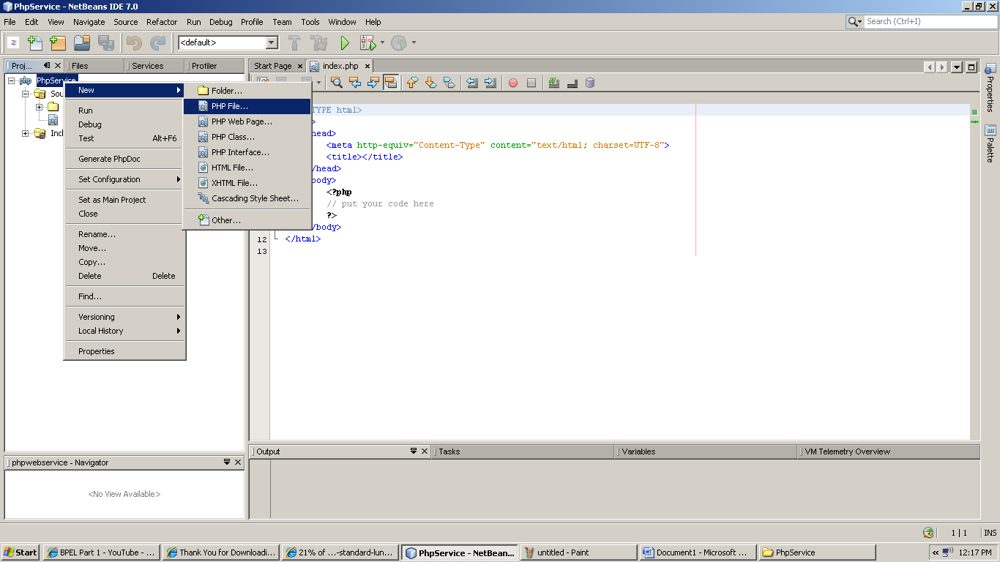 PhpService - NetBeans IDE 7.0
File Edit View Navigate Source Refactor Run Debug Profile Team Tools Window Help
Search (Ctrl+I)
<default>
Proj... Files Services Profiler
Start Page index.php
PhpService
Sou
Incl
New
Run
Debug
Test Alt+F6
Generate PhpDoc
Set Configuration
Set as Main Project
Close
Rename...
Move...
Copy...
Delete Delete
Find...
Versioning
Local History
Properties
Folder...
PHP File...
PHP Web Page...
PHP Class...
PHP Interface...
HTML File...
XHTML File...
Cascading Style Sheet...
Other...
TYPE html>
>
head>
<meta http-equiv="Content-Type" content="text/html; charset=UTF-8">
<title></title>
/head>
body>
<?php
// put your code here
?>
/body>
12 </html>
13
Properties
Palette
Output Tasks Variables VM Telemetry Overview
phpwebservice - Navigator
<No View Available>
1 | 1 INS
Start BPEL Part 1 - YouTube - ... Thank You for Downloadi... 21% of ...-standard-lun... PhpService - NetBean... untitled - Paint Document1 - Microsoft ... PhpService « 12:17 PM